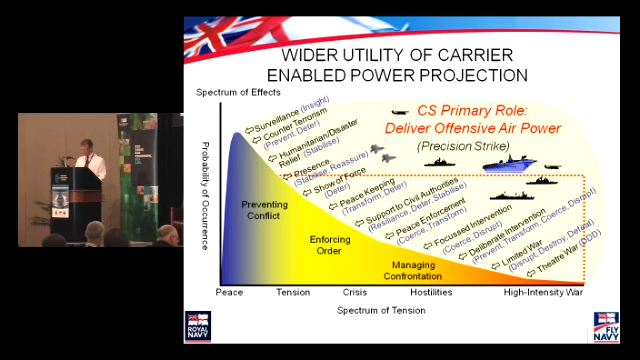 WIDER UTILITY OF CARRIER
ENABLED POWER PROJECTION
Spectrum of Effects
CS Primary Role:
Deliver Offensive Air Power
(Precision Strike)
Surveillance (Insight)
Counter Terrorism
(Prevent, Deter)
Humanitarian/Disaster
Relief (Stabilise)
Presence
(Stabilise, Reassure)
Show of Force
(Deter)
Peace Keeping
(Transform, Deter)
Support to Civil Authorities
(Resiliance, Deter, Stabilise)
Peace Enforcement
(Coerce, Transform)
Focussed Intervention
(Coerce, Disrupt)
Deliberate Intervention
(Prevent, Transform, Coerce, Disrupt)
Limited War
(Disrupt, Destroy, Defeat)
Theatre War (DDD)
Probability of Occurrence
Preventing
Conflict
Enforcing
Order
Managing
Confrontation
Peace Tension Crisis Hostilities High-Intensity War
Spectrum of Tension
ROYAL
NAVY
FLY
NAVY